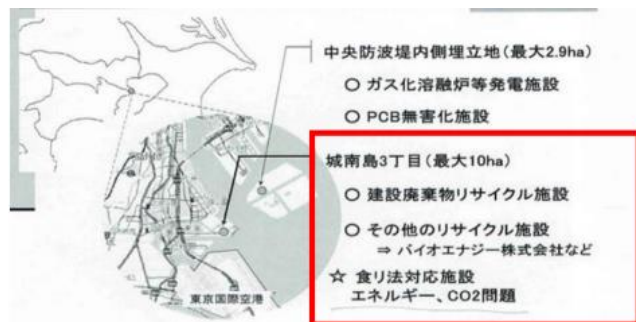 中央防波堤内側埋立地(最大2.9ha)
○ ガス化溶融炉等発電施設
○ PCB無害化施設
城南島3丁目(最大10ha)
○ 建設廃棄物リサイクル施設
○ その他のリサイクル施設
⇒ バイオエナジー株式会社など
☆ 食リ法対応施設
エネルギー、CO2問題
東京国際空港